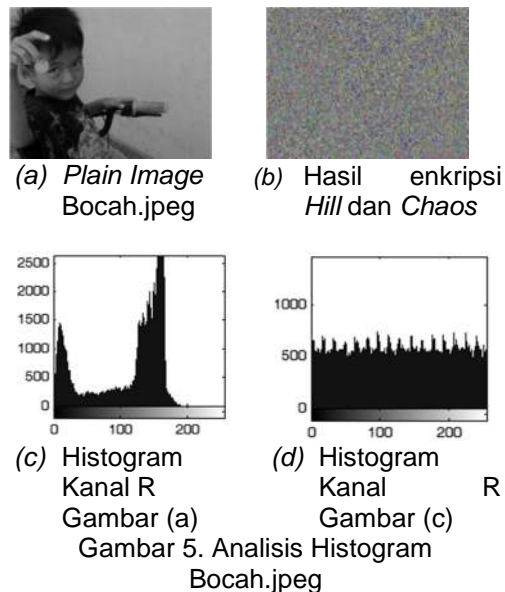 (a) Plain Image
Bocah.jpeg
(b) Hasil enkripsi
Hill dan Chaos
2500
2000
1500
1000
500
0
0 100 200
1000
500
0
0 100 200
(c) Histogram
Kanal R
Gambar (a)
(d) Histogram
Kanal R
Gambar (c)
Gambar 5. Analisis Histogram
Bocah.jpeg